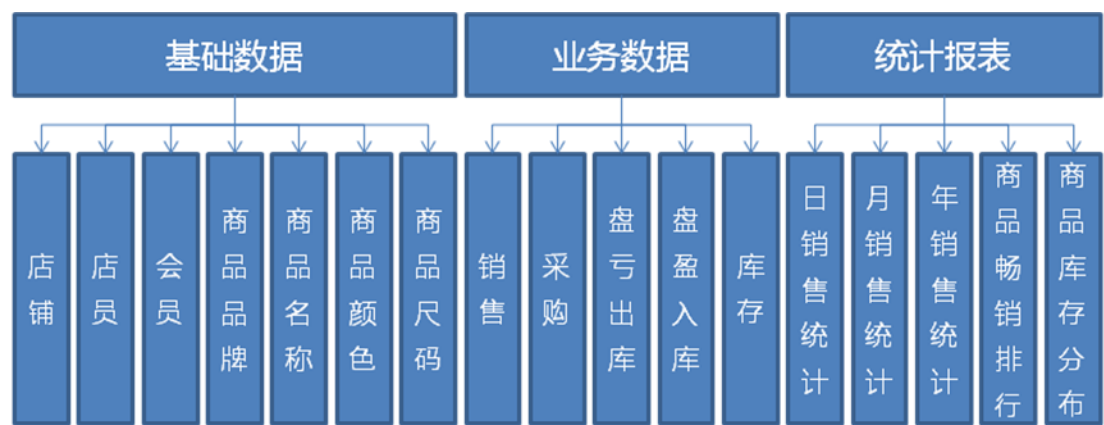 基础数据
业务数据
统计报表
店铺
店员
会员
商品品牌
商品名称
商品颜色
商品尺码
销售
采购
盘亏出库
盘盈入库
库存
日销售统计
月销售统计
年销售统计
商品畅销排行
商品库存分布